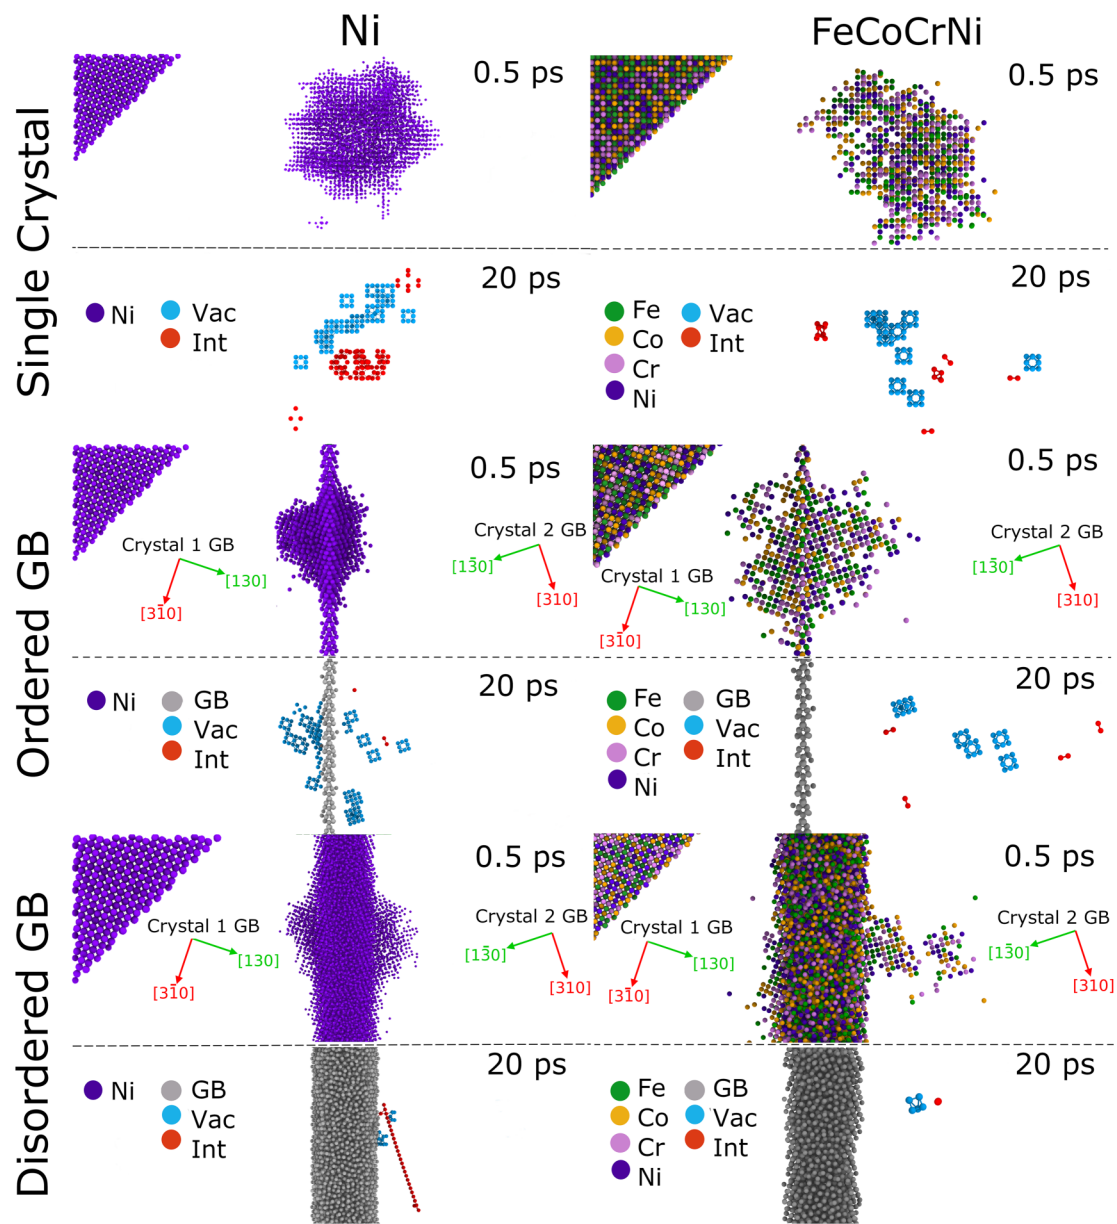 Ni
FeCoCrNi
Single Crystal
0.5 ps
0.5 ps
20 ps
Ni
Vac
Int
20 ps
Fe
Vac
Co
Int
Cr
Ni
Ordered GB
0.5 ps
Crystal 1 GB
[130]
[31̄0]
Crystal 2 GB
[13̄0]
[310]
0.5 ps
Crystal 1 GB
[130]
[31̄0]
Crystal 2 GB
[13̄0]
[310]
20 ps
Ni
GB
Vac
Int
20 ps
Fe
GB
Co
Vac
Cr
Int
Ni
Disordered GB
0.5 ps
Crystal 1 GB
[130]
[31̄0]
Crystal 2 GB
[13̄0]
[310]
0.5 ps
Crystal 1 GB
[130]
[31̄0]
Crystal 2 GB
[13̄0]
[310]
20 ps
Ni
GB
Vac
Int
20 ps
Fe
GB
Co
Vac
Cr
Int
Ni